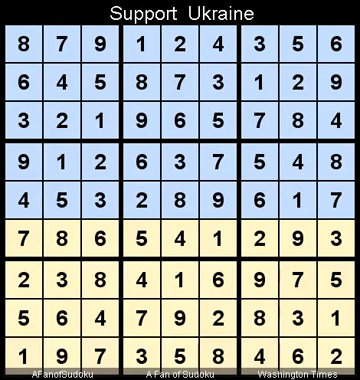 Support Ukraine
8 7 9 1 2 4 3 5 6
6 4 5 8 7 3 1 2 9
3 2 1 9 6 5 7 8 4
9 1 2 6 3 7 5 4 8
4 5 3 2 8 9 6 1 7
7 8 6 5 4 1 2 9 3
2 3 8 4 1 6 9 7 5
5 6 4 7 9 2 8 3 1
1 9 7 3 5 8 4 6 2
AFanofSudoku A Fan of Sudoku Washington Times